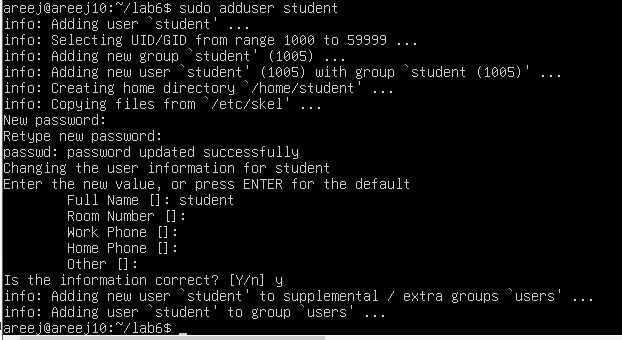 areej@areej10:~/lab6$ sudo adduser student
info: Adding user `student' ...
info: Selecting UID/GID from range 1000 to 59999 ...
info: Adding new group `student' (1005) ...
info: Adding new user `student' (1005) with group `student (1005)' ...
info: Creating home directory `/home/student' ...
info: Copying files from `/etc/skel' ...
New password:
Retype new password:
passwd: password updated successfully
Changing the user information for student
Enter the new value, or press ENTER for the default
        Full Name []: student
        Room Number []:
        Work Phone []:
        Home Phone []:
        Other []:
Is the information correct? [Y/n] y
info: Adding new user `student' to supplemental / extra groups `users' ...
info: Adding user `student' to group `users' ...
areej@areej10:~/lab6$ _